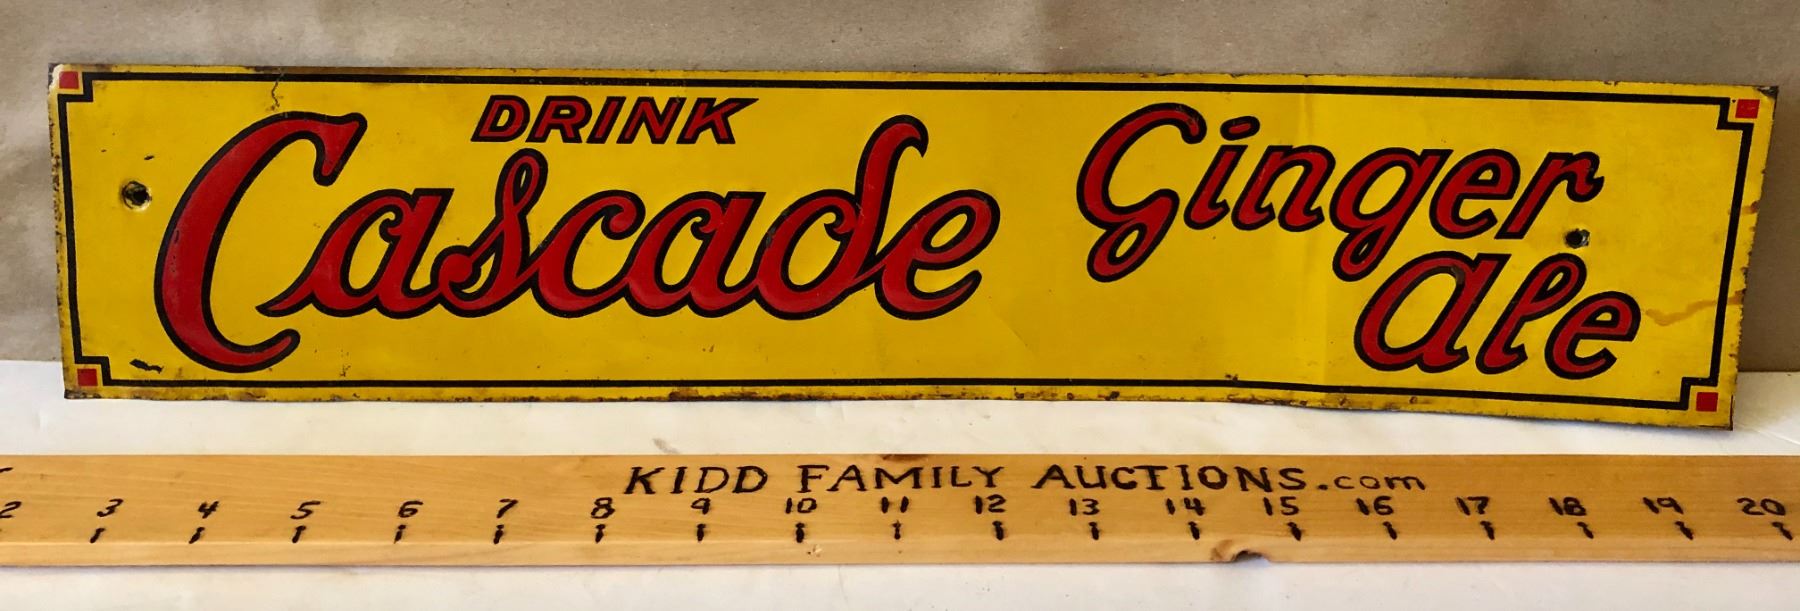 DRINK
Cascade Ginger
Ale
KIDD FAMILY AUCTIONS.com
2 3 4 5 6 7 8 9 10 11 12 13 14 15 16 17 18 19 20